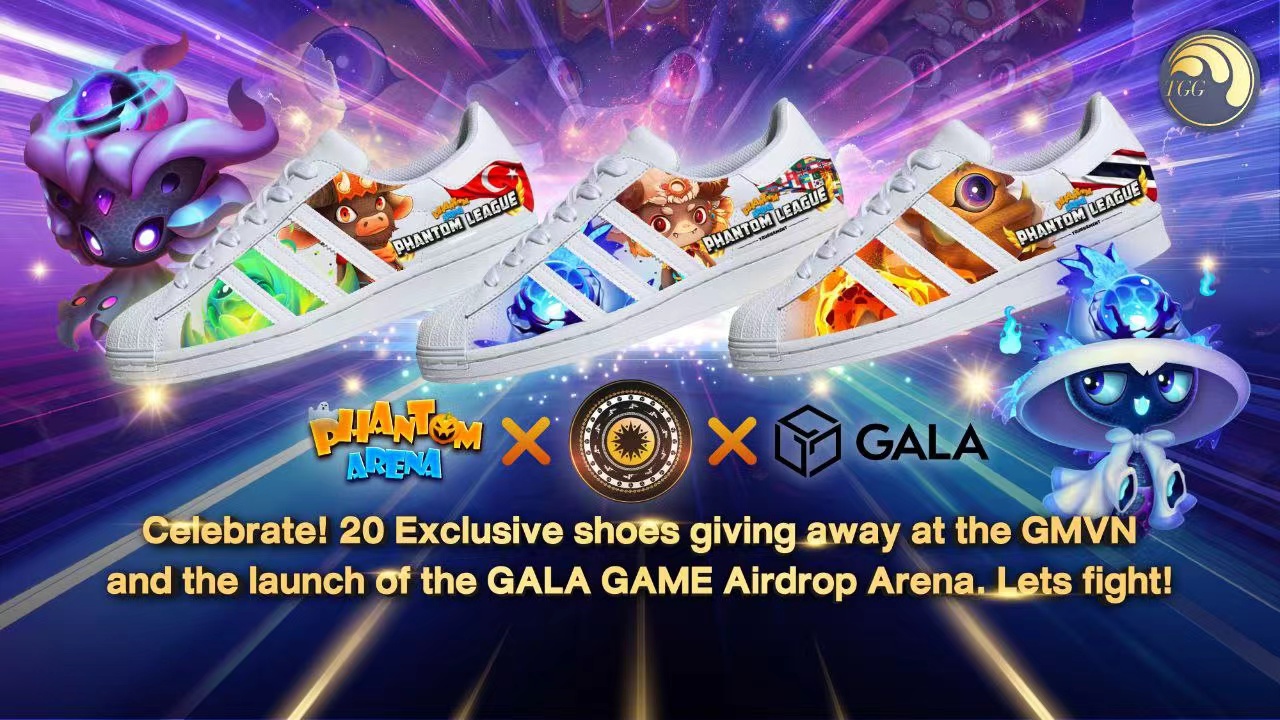 TGG
PHANTOM LEAGUE
PHANTOM LEAGUE
PHANTOM LEAGUE
PHANTOM
ARENA
GALA
Celebrate! 20 Exclusive shoes giving away at the GMVN
and the launch of the GALA GAME Airdrop Arena. Lets fight!